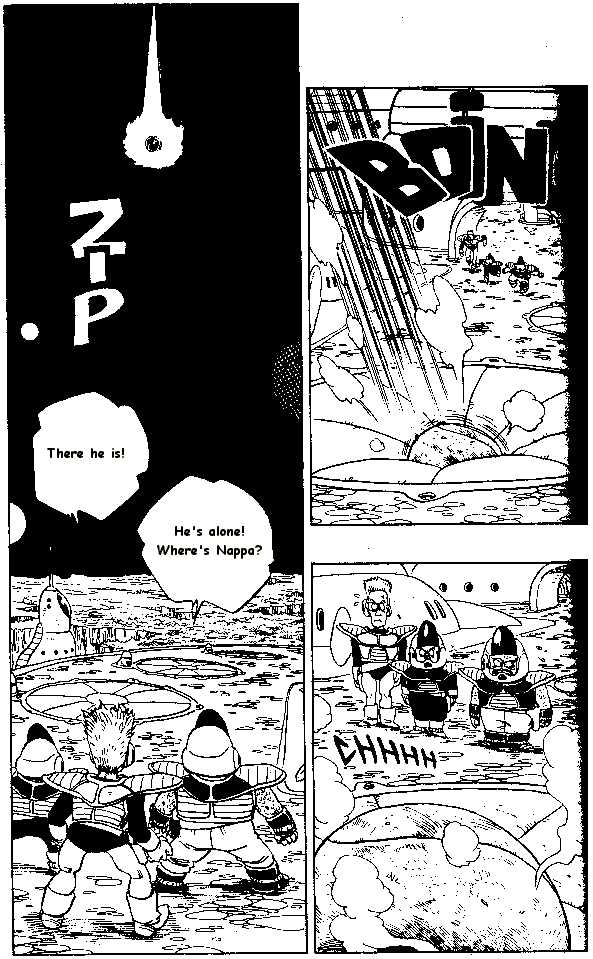 ZIP
There he is!
He's alone!
Where's Nappa?
BOIN
CHHHH